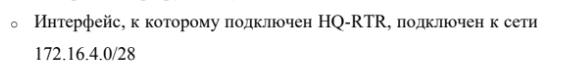 o Интерфейс, к которому подключен HQ-RTR, подключен к сети
172.16.4.0/28